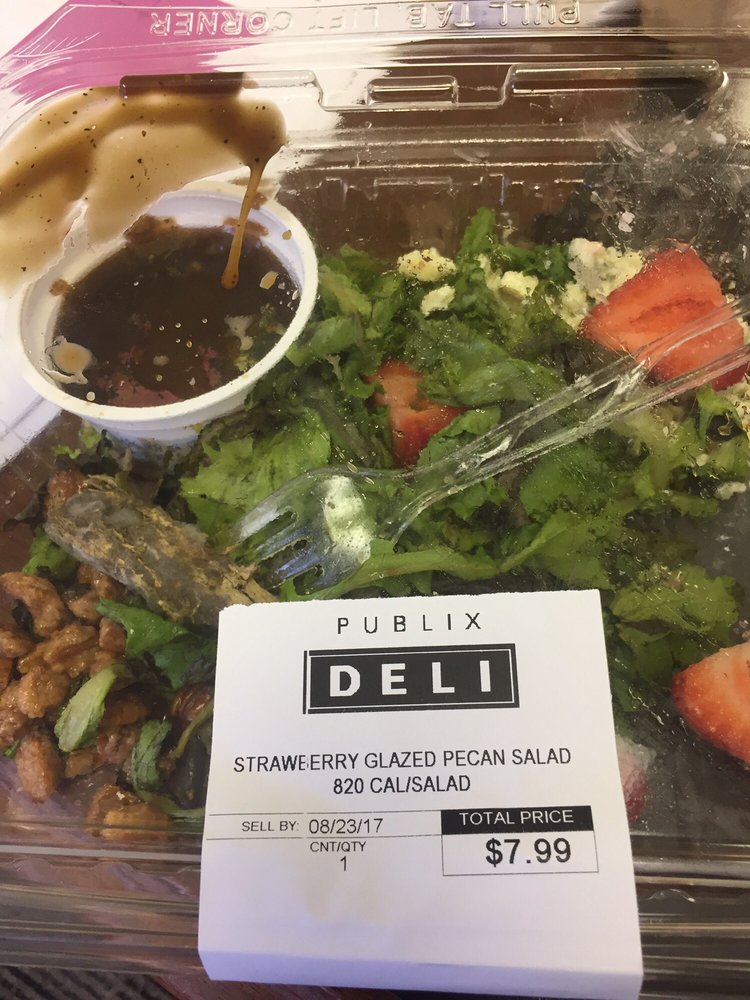 PULL TAB, LIFT CORNER
PUBLIX
DELI
STRAWBERRY GLAZED PECAN SALAD
820 CAL/SALAD
SELL BY: 08/23/17
TOTAL PRICE
CNT/QTY
$7.99
1